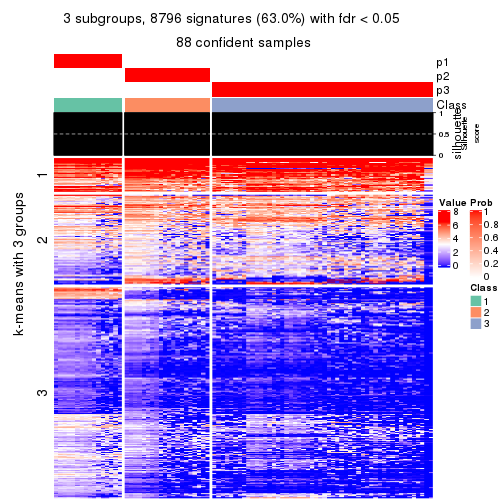 3 subgroups, 8796 signatures (63.0%) with fdr < 0.05
88 confident samples
p1
p2
p3
Class
1
0.5
0
silhouette
Silhouette
score
k-means with 3 groups
1
2
3
Value
8
6
4
2
0
Prob
1
0.8
0.6
0.4
0.2
0
Class
1
2
3